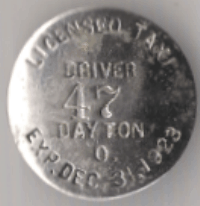 LICENSED TAXI
DRIVER
47
DAYTON
O.
EXP. DEC. 31, 1923